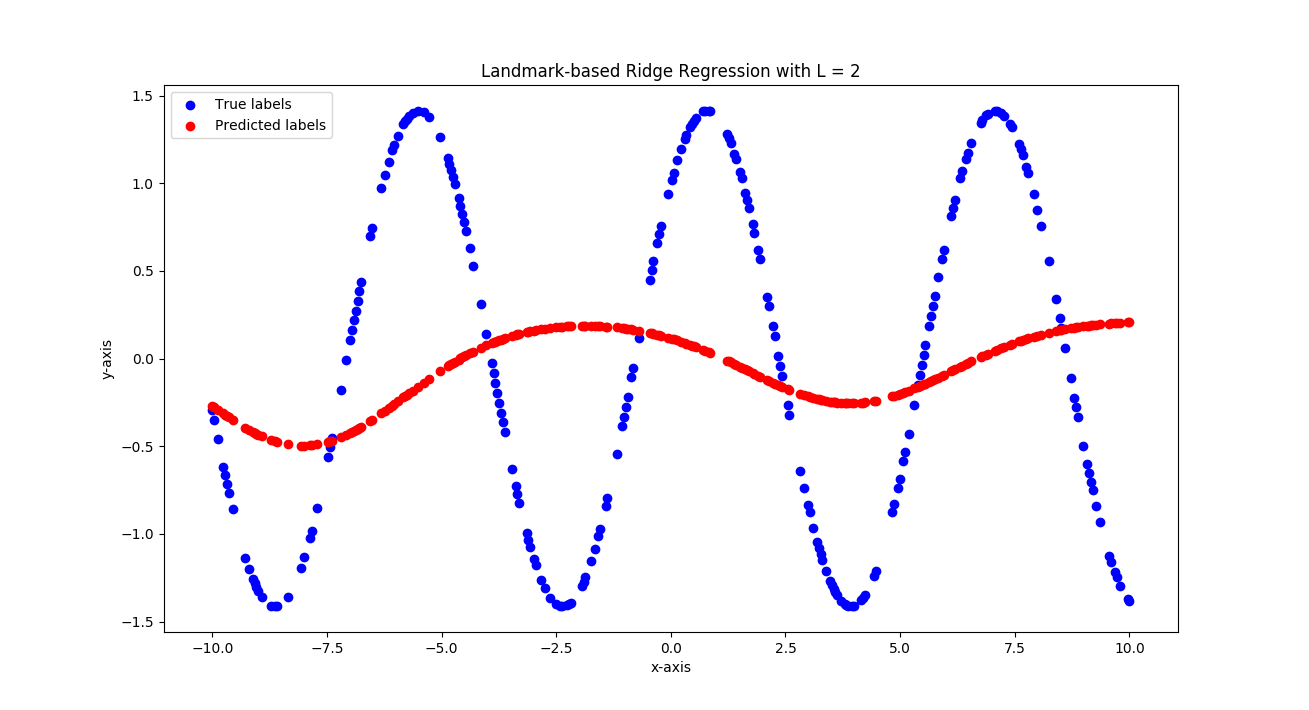 Landmark-based Ridge Regression with L = 2
True labels
Predicted labels
1.5
1.0
0.5
0.0
−0.5
−1.0
−1.5
y-axis
−10.0 −7.5 −5.0 −2.5 0.0 2.5 5.0 7.5 10.0
x-axis